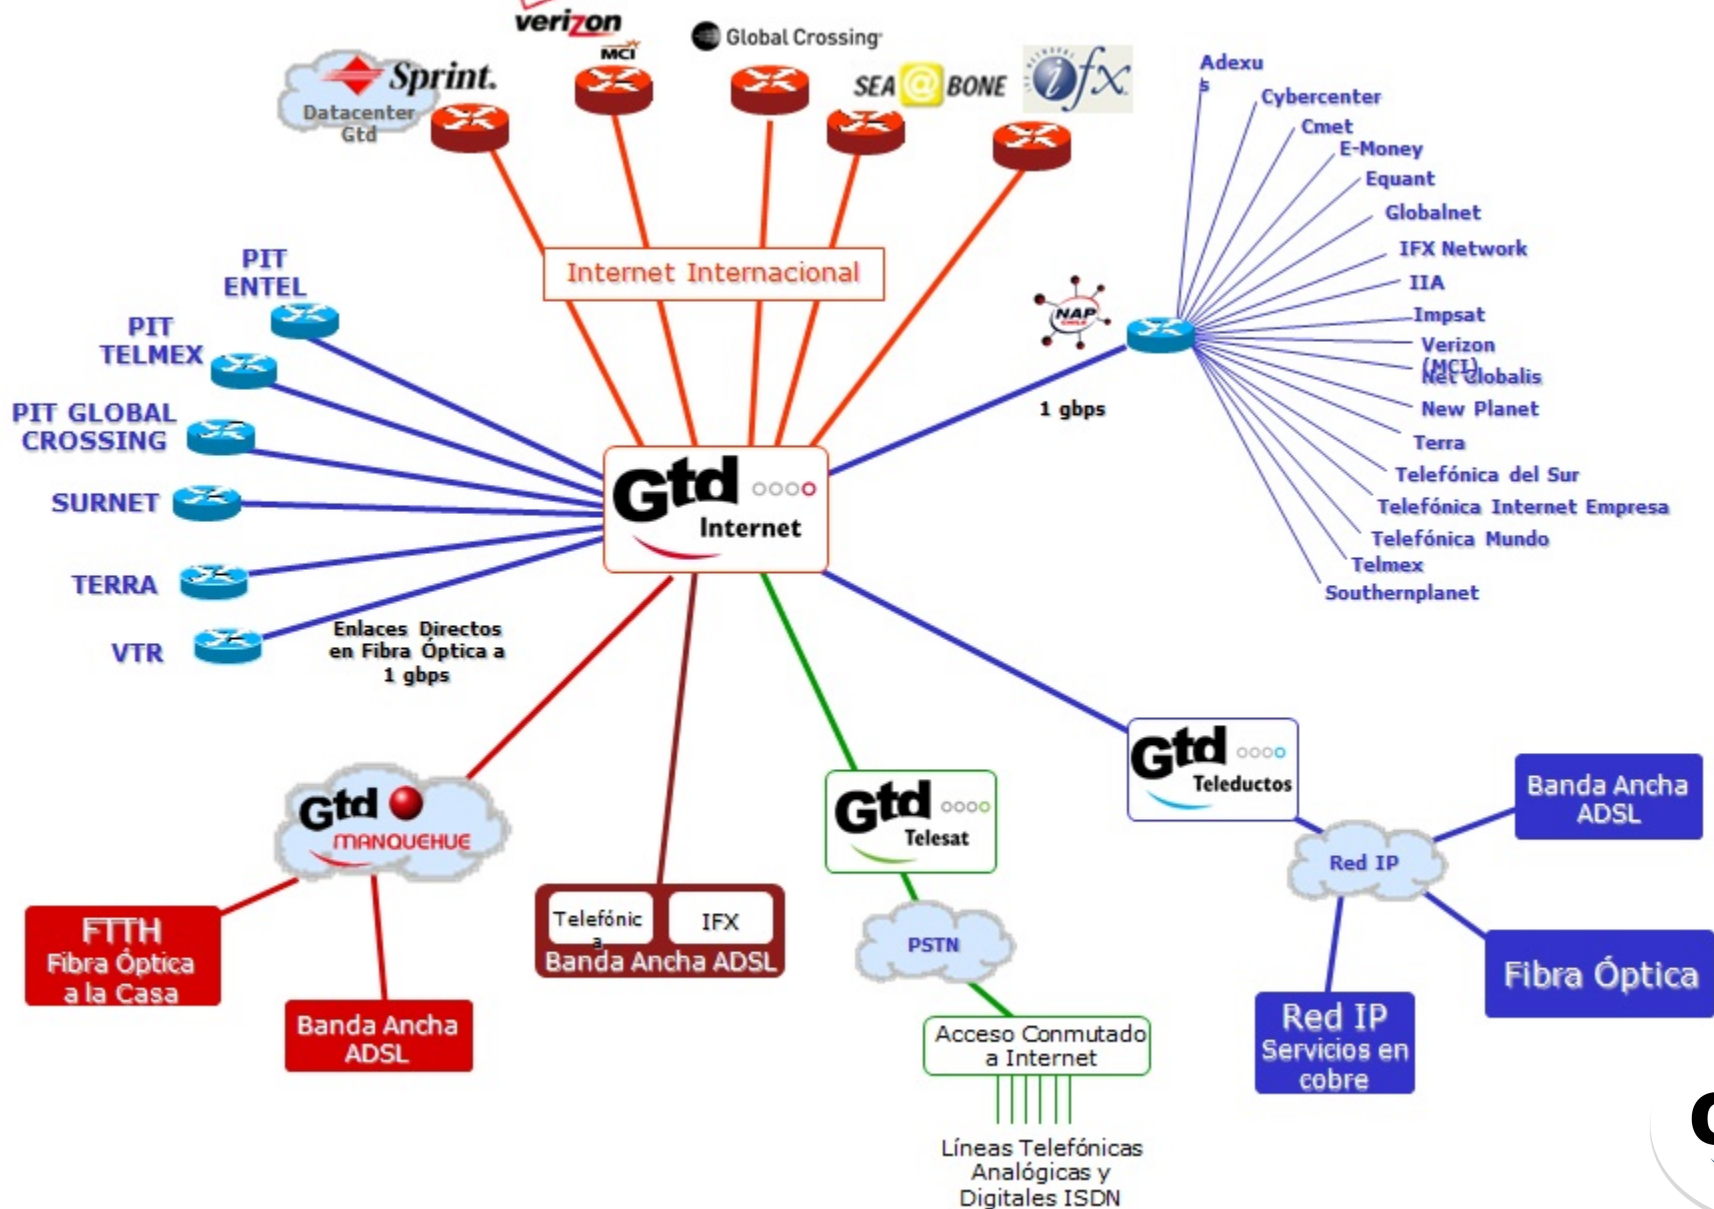 verizon
MCI
Global Crossing
Sprint.
SEA @ BONE
ifx
Datacenter
Gtd
Adexu
s
Cybercenter
Cmet
E-Money
Equant
Globalnet
IFX Network
IIA
Impsat
Verizon
(MCI)
Net Globalis
New Planet
Terra
Telefónica del Sur
Telefónica Internet Empresa
Telefónica Mundo
Telmex
Southernplanet
NAP
CHILE
1 gbps
Internet Internacional
PIT
ENTEL
PIT
TELMEX
PIT GLOBAL
CROSSING
SURNET
TERRA
VTR
Enlaces Directos
en Fibra Óptica a
1 gbps
Gtd
Internet
Gtd
MANQUEHUE
FTTH
Fibra Óptica
a la Casa
Banda Ancha
ADSL
Telefónic
a
IFX
Banda Ancha ADSL
Gtd
Telesat
PSTN
Acceso Conmutado
a Internet
Líneas Telefónicas
Analógicas y
Digitales ISDN
Gtd
Teleductos
Red IP
Banda Ancha
ADSL
Fibra Óptica
Red IP
Servicios en
cobre